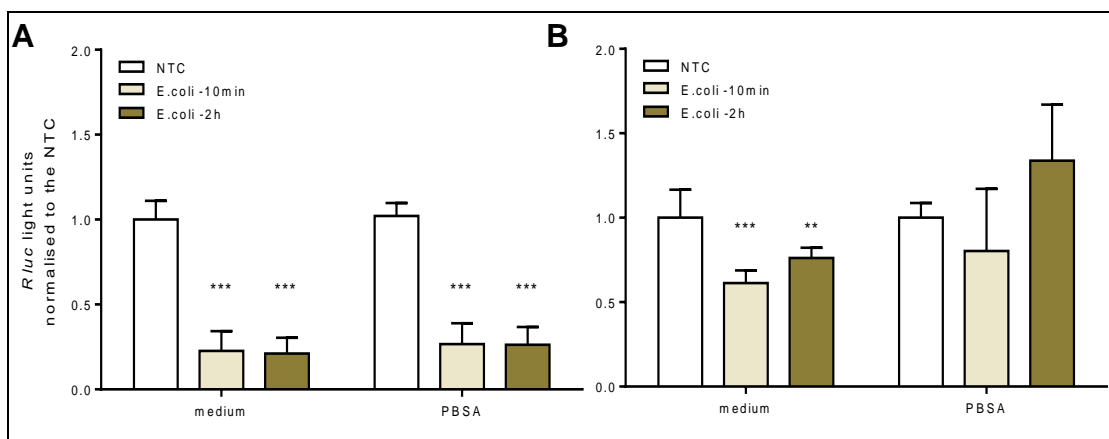 A
Rluc light units
normalised to the NTC
2.0
1.5
1.0
0.5
0.0
NTC
E.coli-10min
E.coli-2h
*** ***
*** ***
medium
PBSA
B
2.0
1.5
1.0
0.5
0.0
NTC
E.coli-10min
E.coli-2h
*** **
medium
PBSA